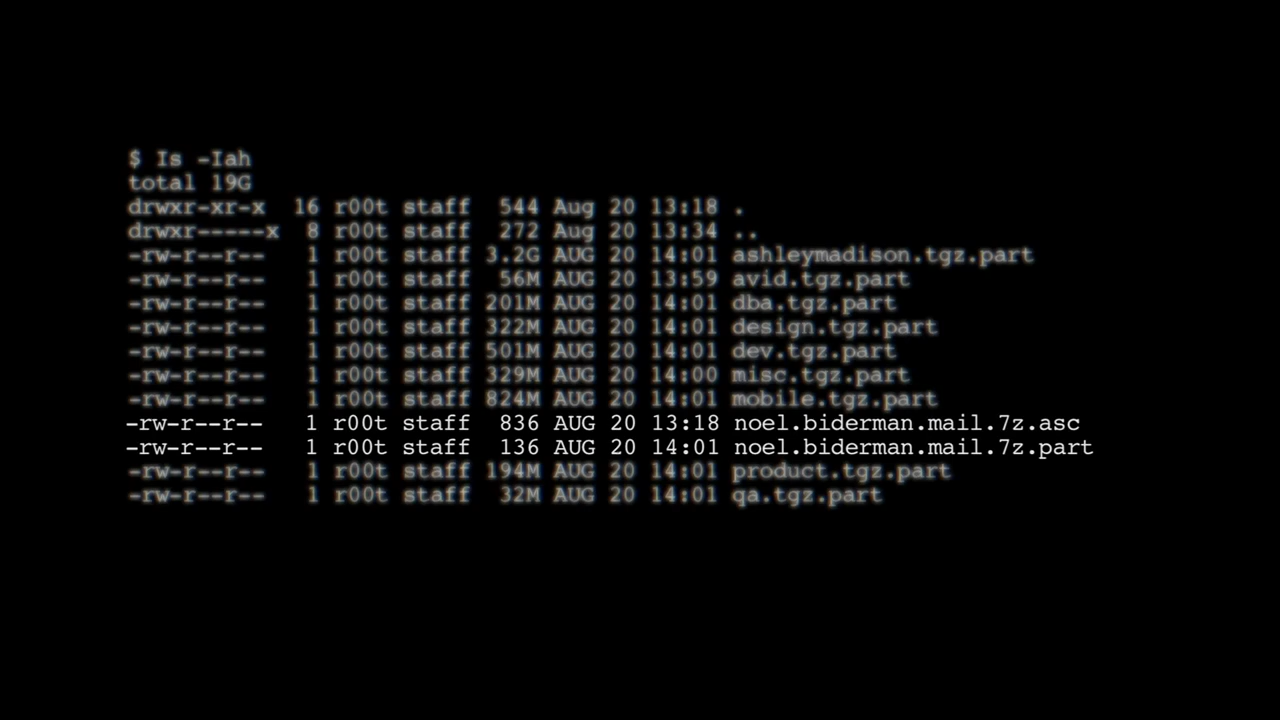 $ Is -Iah
total 19G
drwxr-xr-x 16 r00t staff 544 Aug 20 13:18 .
drwxr-----x 8 r00t staff 272 Aug 20 13:34 ..
-rw-r--r-- 1 r00t staff 3.2G AUG 20 14:01 ashleymadison.tgz.part
-rw-r--r-- 1 r00t staff 56M AUG 20 13:59 avid.tgz.part
-rw-r--r-- 1 r00t staff 201M AUG 20 14:01 dba.tgz.part
-rw-r--r-- 1 r00t staff 322M AUG 20 14:01 design.tgz.part
-rw-r--r-- 1 r00t staff 501M AUG 20 14:01 dev.tgz.part
-rw-r--r-- 1 r00t staff 329M AUG 20 14:00 misc.tgz.part
-rw-r--r-- 1 r00t staff 824M AUG 20 14:01 mobile.tgz.part
-rw-r--r-- 1 r00t staff 836 AUG 20 13:18 noel.biderman.mail.7z.asc
-rw-r--r-- 1 r00t staff 136 AUG 20 14:01 noel.biderman.mail.7z.part
-rw-r--r-- 1 r00t staff 194M AUG 20 14:01 product.tgz.part
-rw-r--r-- 1 r00t staff 32M AUG 20 14:01 qa.tgz.part